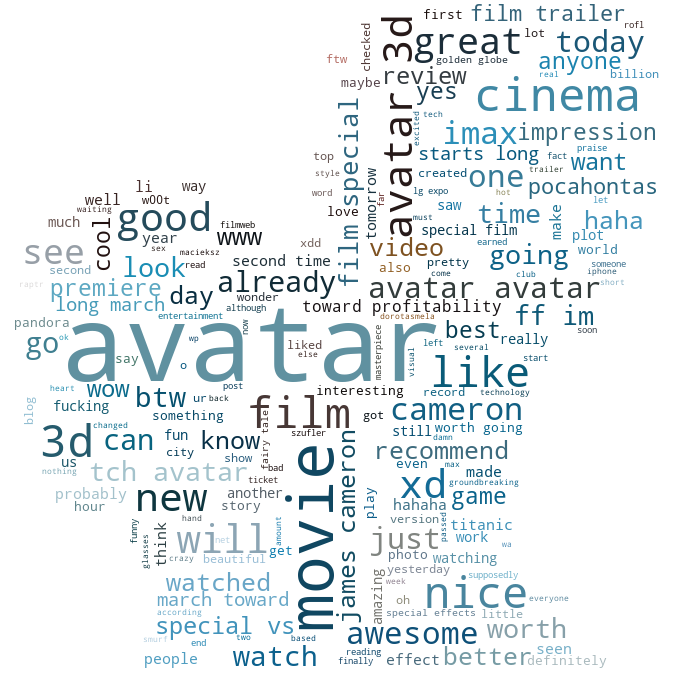 first
film trailer
rofl
ftw
checked
avatar 3d
great
lot
today
golden globe
anyone
maybe
review
yes
real
billion
cinema
tech
excited
imax
impression
film special
top
style
word
love
tomorrow
far
starts long
fact
praise
trailer
want
created
one
pocahontas
lg expo
hot
let
saw
must
special film
time
earned
make
plot
haha
world
li
way
well
w00t
waiting
much
cool
good
year
www
filmweb
sex
macieksz
xdd
video
also
pretty
come
going
club
someone
iphone
short
see
second
raptr
look
read
second time
already
wonder
although
premiere
long march
day
avatar avatar
toward profitability
pandora
entertainment
dorotasmela
ff im
soon
best
really
go
ok
say
avatar
wp
now
o
liked
else
masterpiece
visual
left
several
start
like
technology
heart
wow
btw
post
ur
back
interesting
record
fucking
blog
something
film
got
cameron
changed
3d
can
fun
city
know
show
fairy tale
szufler
bad
still
worth going
damn
us
nothing
tch avatar
recommend
even
max
made
groundbreaking
probably
hour
new
another
story
ticket
movie
james cameron
play
xd
game
hahaha
version
passed
titanic
work
wa
funny
glasses
think
hand
will
net
crazy
beautiful
get
amount
just
photo
watching
yesterday
week
supposedly
watched
march toward
according
amazing
oh
nice
special effects
little
everyone
special vs
smurf
end
two
based
awesome
worth
people
watch
reading
finally
effect
better
seen
definitely